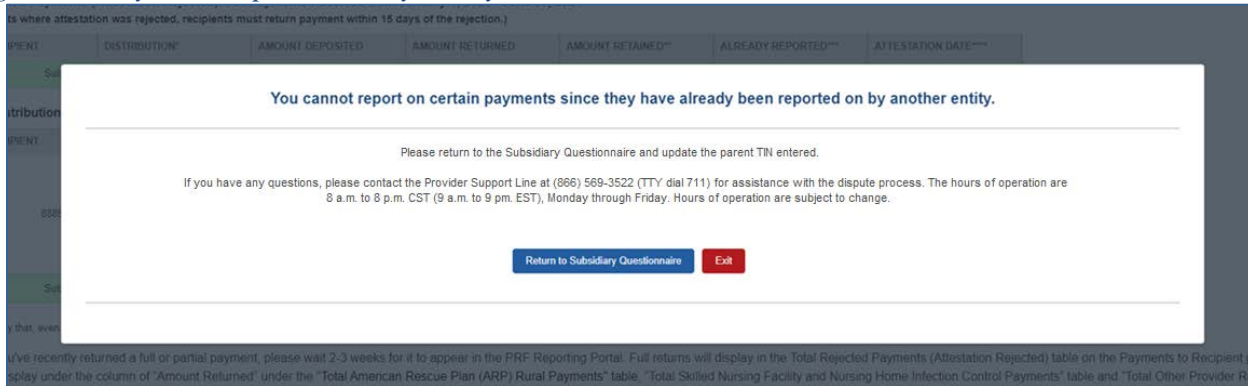 ts where attestation was rejected, recipients must return payment within 15 days of the rejection.)
DISTRIBUTION* AMOUNT DEPOSITED AMOUNT RETURNED AMOUNT RETAINED** ALREADY REPORTED*** ATTESTATION DATE****
You cannot report on certain payments since they have already been reported on by another entity.
Please return to the Subsidiary Questionnaire and update the parent TIN entered.
If you have any questions, please contact the Provider Support Line at (866) 569-3522 (TTY dial 711) for assistance with the dispute process. The hours of operation are
8 a.m. to 8 p.m. CST (9 a.m. to 9 pm. EST), Monday through Friday. Hours of operation are subject to change.
Return to Subsidiary Questionnaire Exit
y that, even
u've recently returned a full or partial payment, please wait 2-3 weeks for it to appear in the PRF Reporting Portal. Full returns will display in the Total Rejected Payments (Attestation Rejected) table on the Payments to Recipient
splay under the column of "Amount Returned" under the "Total American Rescue Plan (ARP) Rural Payments" table, "Total Skilled Nursing Facility and Nursing Home Infection Control Payments" table and "Total Other Provider R